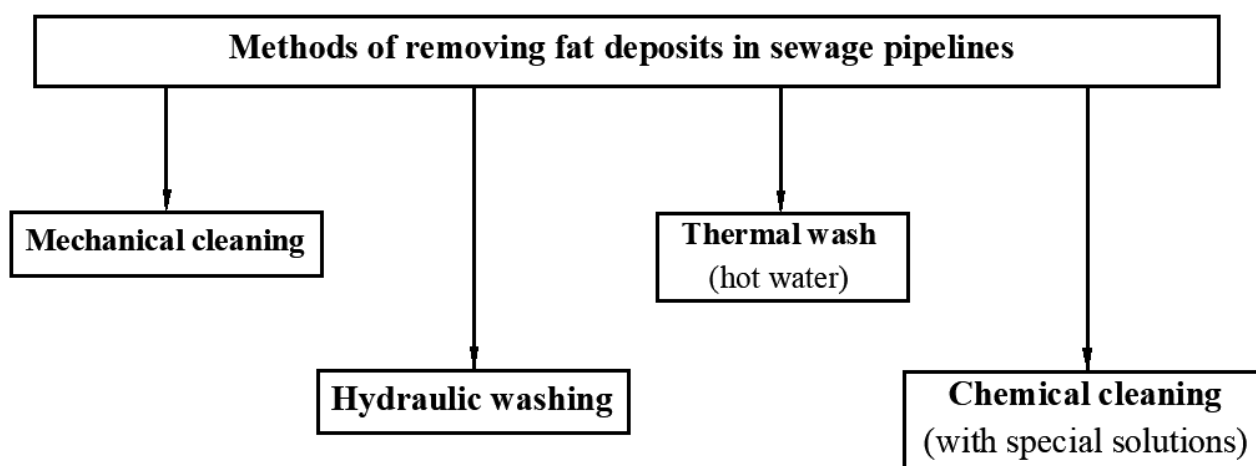 Methods of removing fat deposits in sewage pipelines
Mechanical cleaning
Thermal wash
(hot water)
Hydraulic washing
Chemical cleaning
(with special solutions)